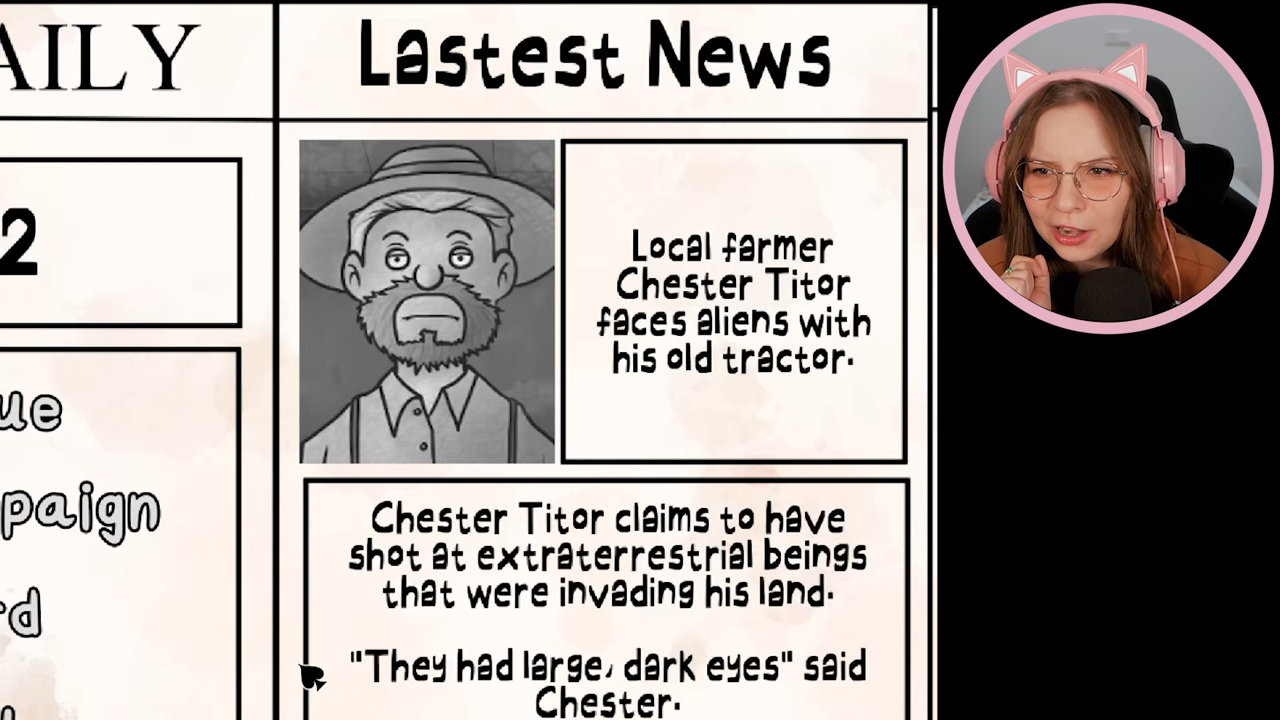 AILY
Lastest News
2
Local farmer
Chester Titor
faces aliens with
his old tractor.
ue
paign
rd
Chester Titor claims to have
shot at extraterrestrial beings
that were invading his land.
"They had large, dark eyes" said
Chester.